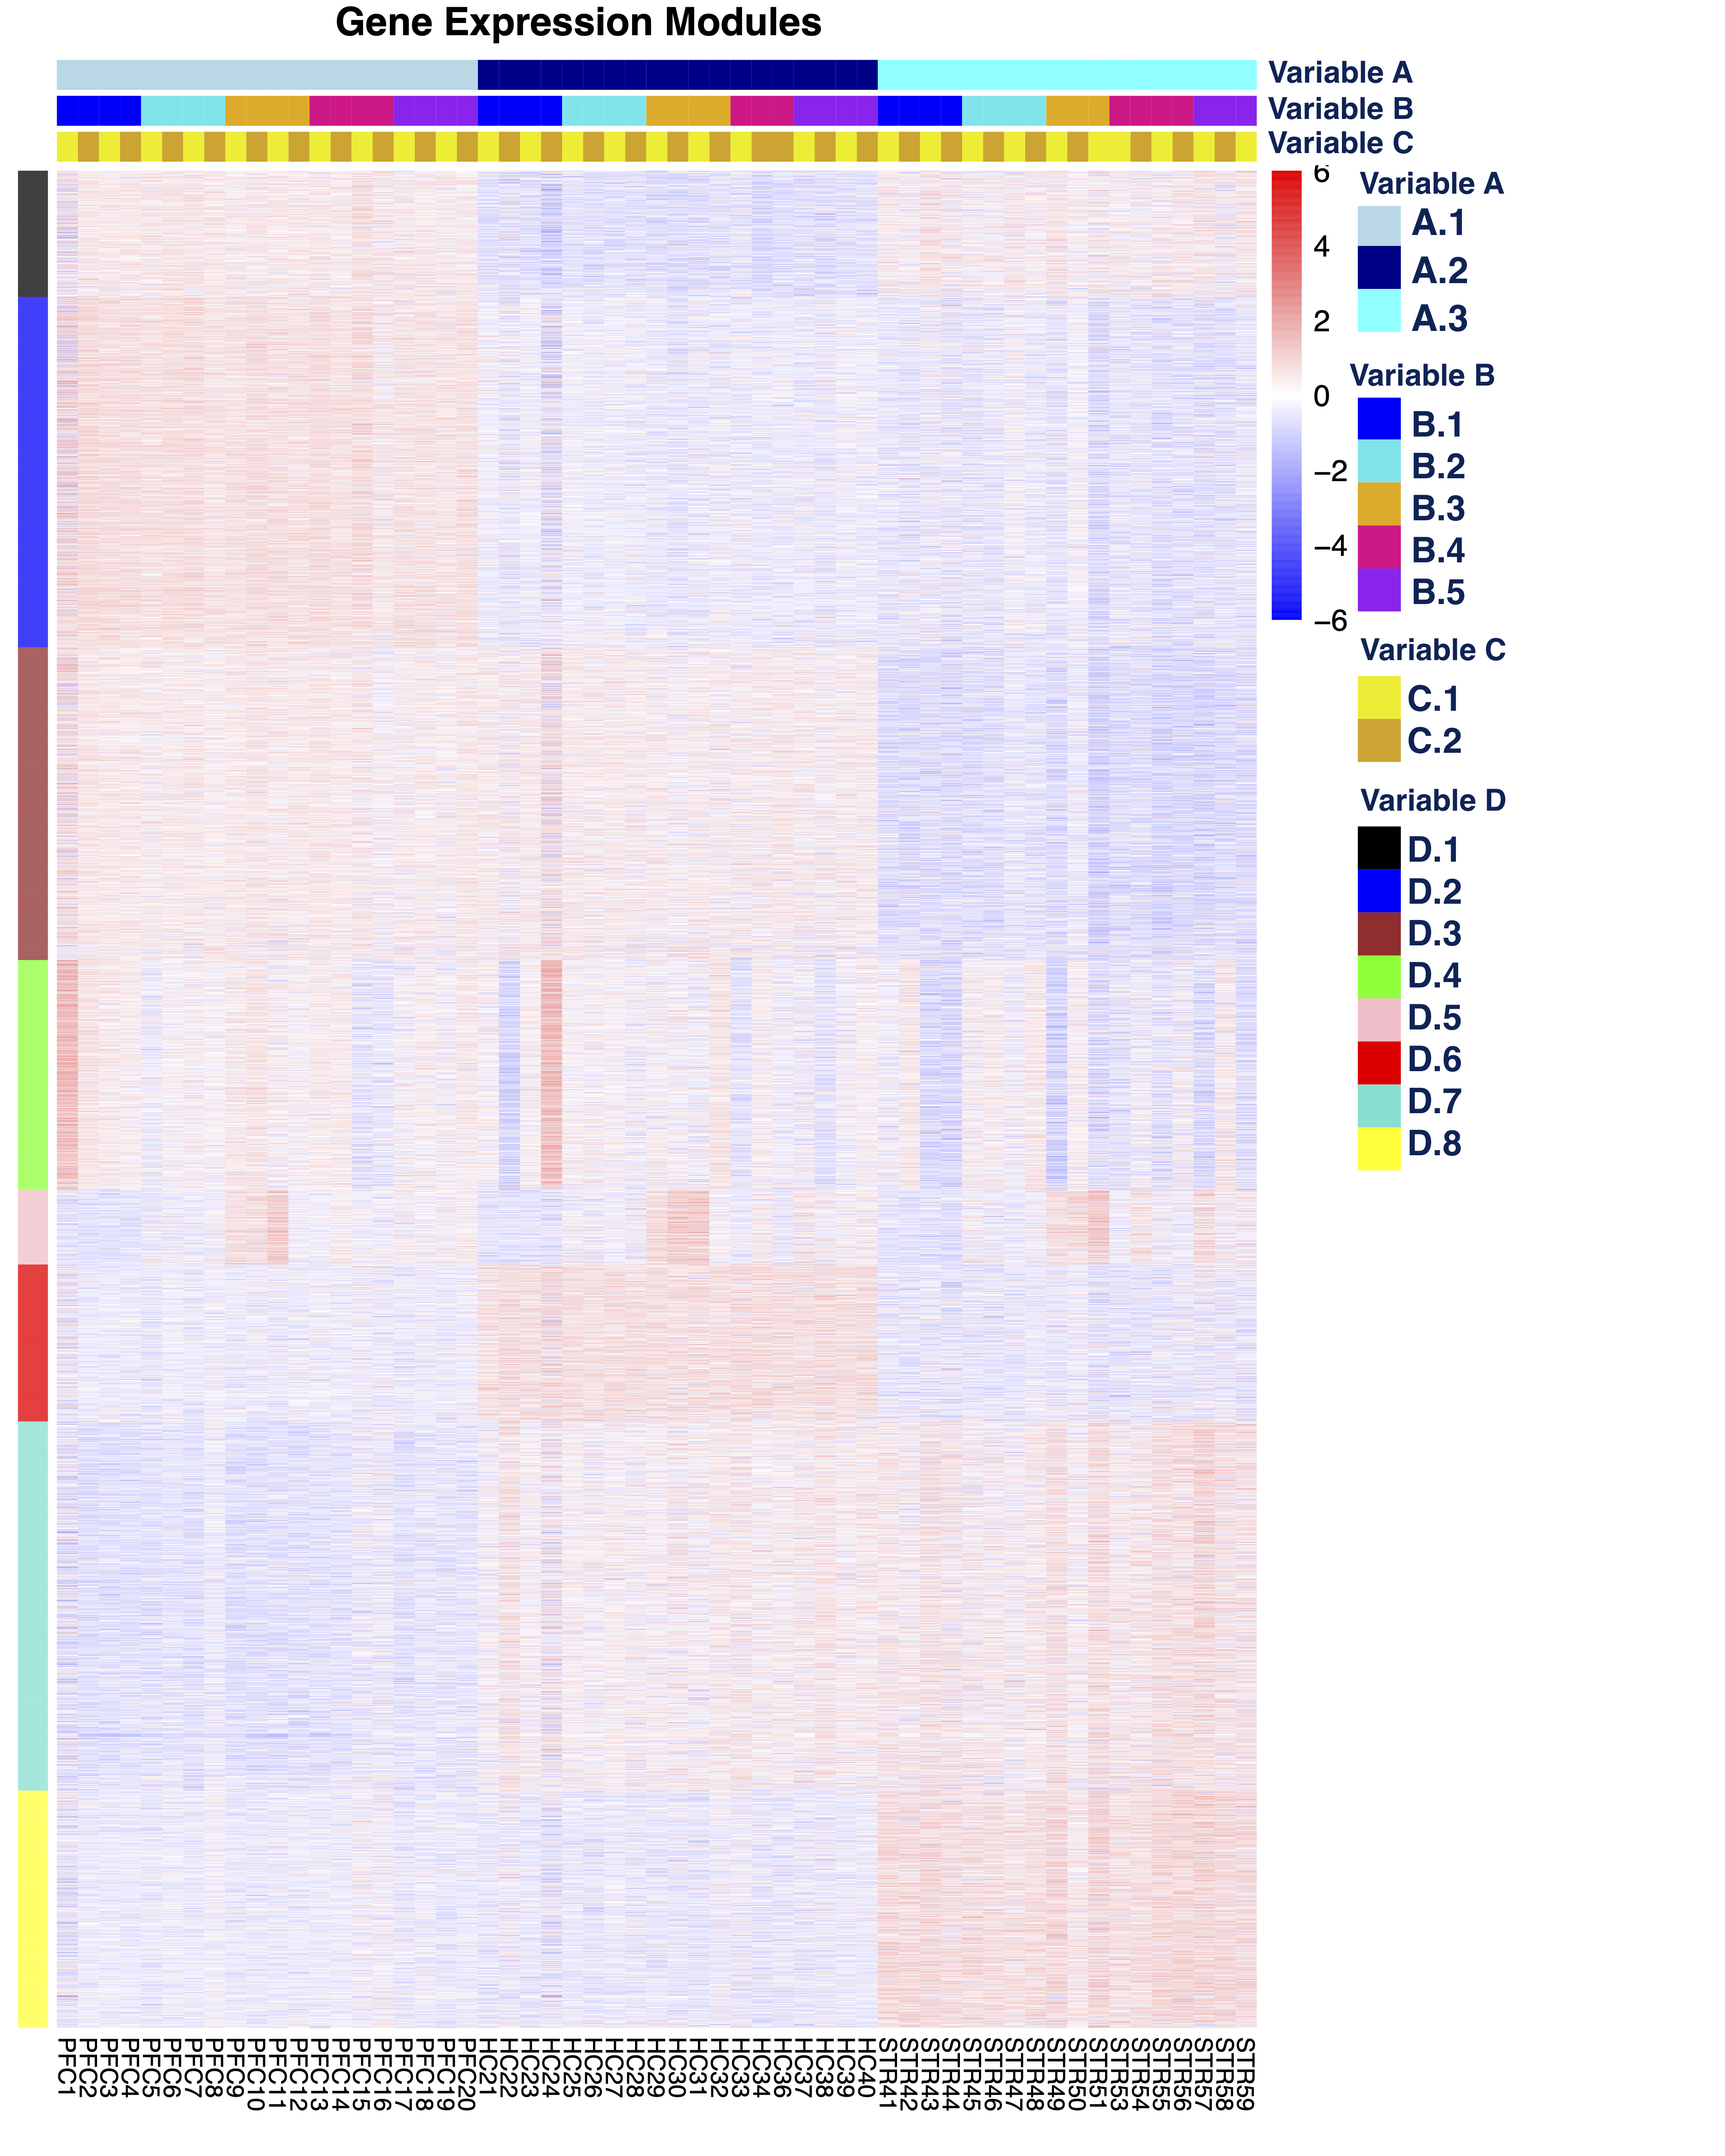 Gene Expression Modules
Variable A
Variable B
Variable C
6
4
2
0
−2
−4
−6
Variable A
A.1
A.2
A.3
Variable B
B.1
B.2
B.3
B.4
B.5
Variable C
C.1
C.2
Variable D
D.1
D.2
D.3
D.4
D.5
D.6
D.7
D.8
PFC1
PFC2
PFC3
PFC4
PFC5
PFC6
PFC7
PFC8
PFC9
PFC10
PFC11
PFC12
PFC13
PFC14
PFC15
PFC16
PFC17
PFC18
PFC19
PFC20
HC21
HC22
HC23
HC24
HC25
HC26
HC27
HC28
HC29
HC30
HC31
HC32
HC33
HC34
HC36
HC37
HC38
HC39
HC40
STR41
STR42
STR43
STR44
STR45
STR46
STR47
STR48
STR49
STR50
STR51
STR53
STR54
STR55
STR56
STR57
STR58
STR59